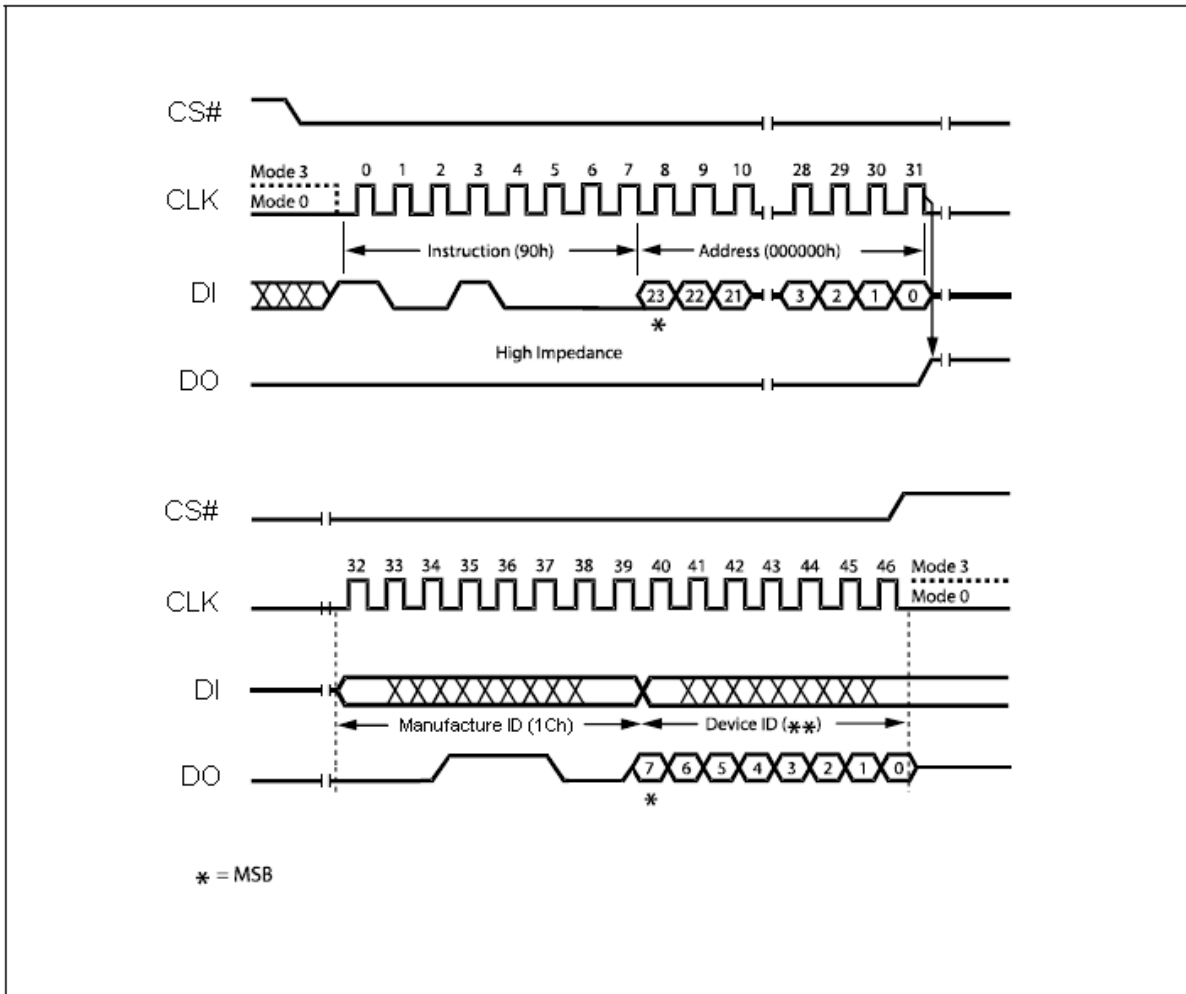 CS#
Mode 3
0 1 2 3 4 5 6 7 8 9 10 28 29 30 31
CLK
Mode 0
Instruction (90h)
Address (000000h)
DI
23 22 21 3 2 1 0
*
High Impedance
DO
CS#
32 33 34 35 36 37 38 39 40 41 42 43 44 45 46
Mode 3
CLK
Mode 0
DI
Manufacture ID (1Ch)
Device ID (**)
DO
7 6 5 4 3 2 1 0
*
* = MSB